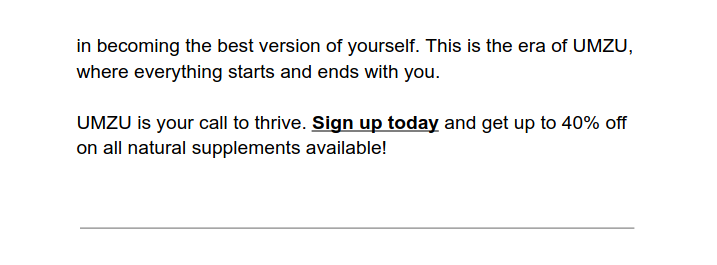 in becoming the best version of yourself. This is the era of UMZU,
where everything starts and ends with you.
UMZU is your call to thrive. Sign up today and get up to 40% off
on all natural supplements available!